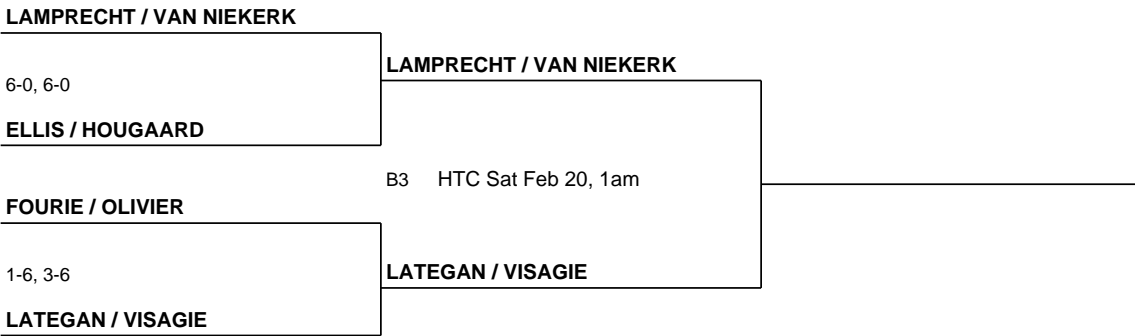 LAMPRECHT / VAN NIEKERK
6-0, 6-0
ELLIS / HOUGAARD
LAMPRECHT / VAN NIEKERK
B3 HTC Sat Feb 20, 1am
FOURIE / OLIVIER
1-6, 3-6
LATEGAN / VISAGIE
LATEGAN / VISAGIE